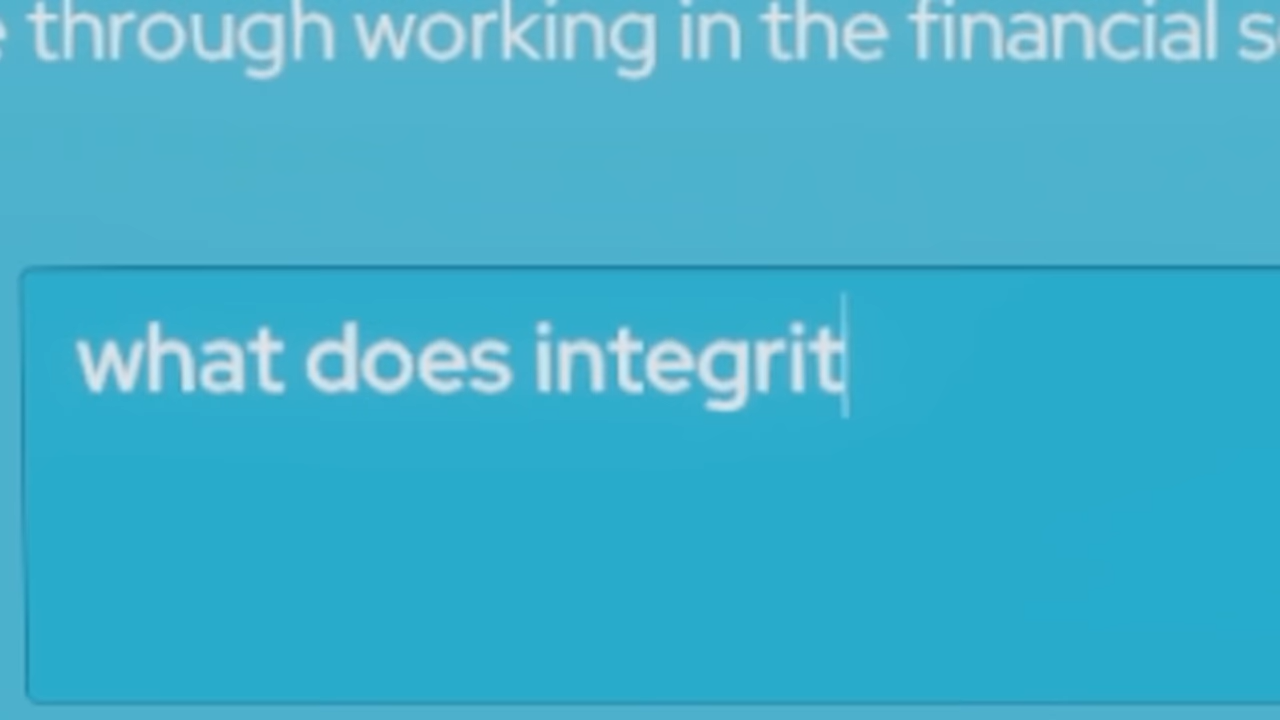 through working in the financial
what does integrit